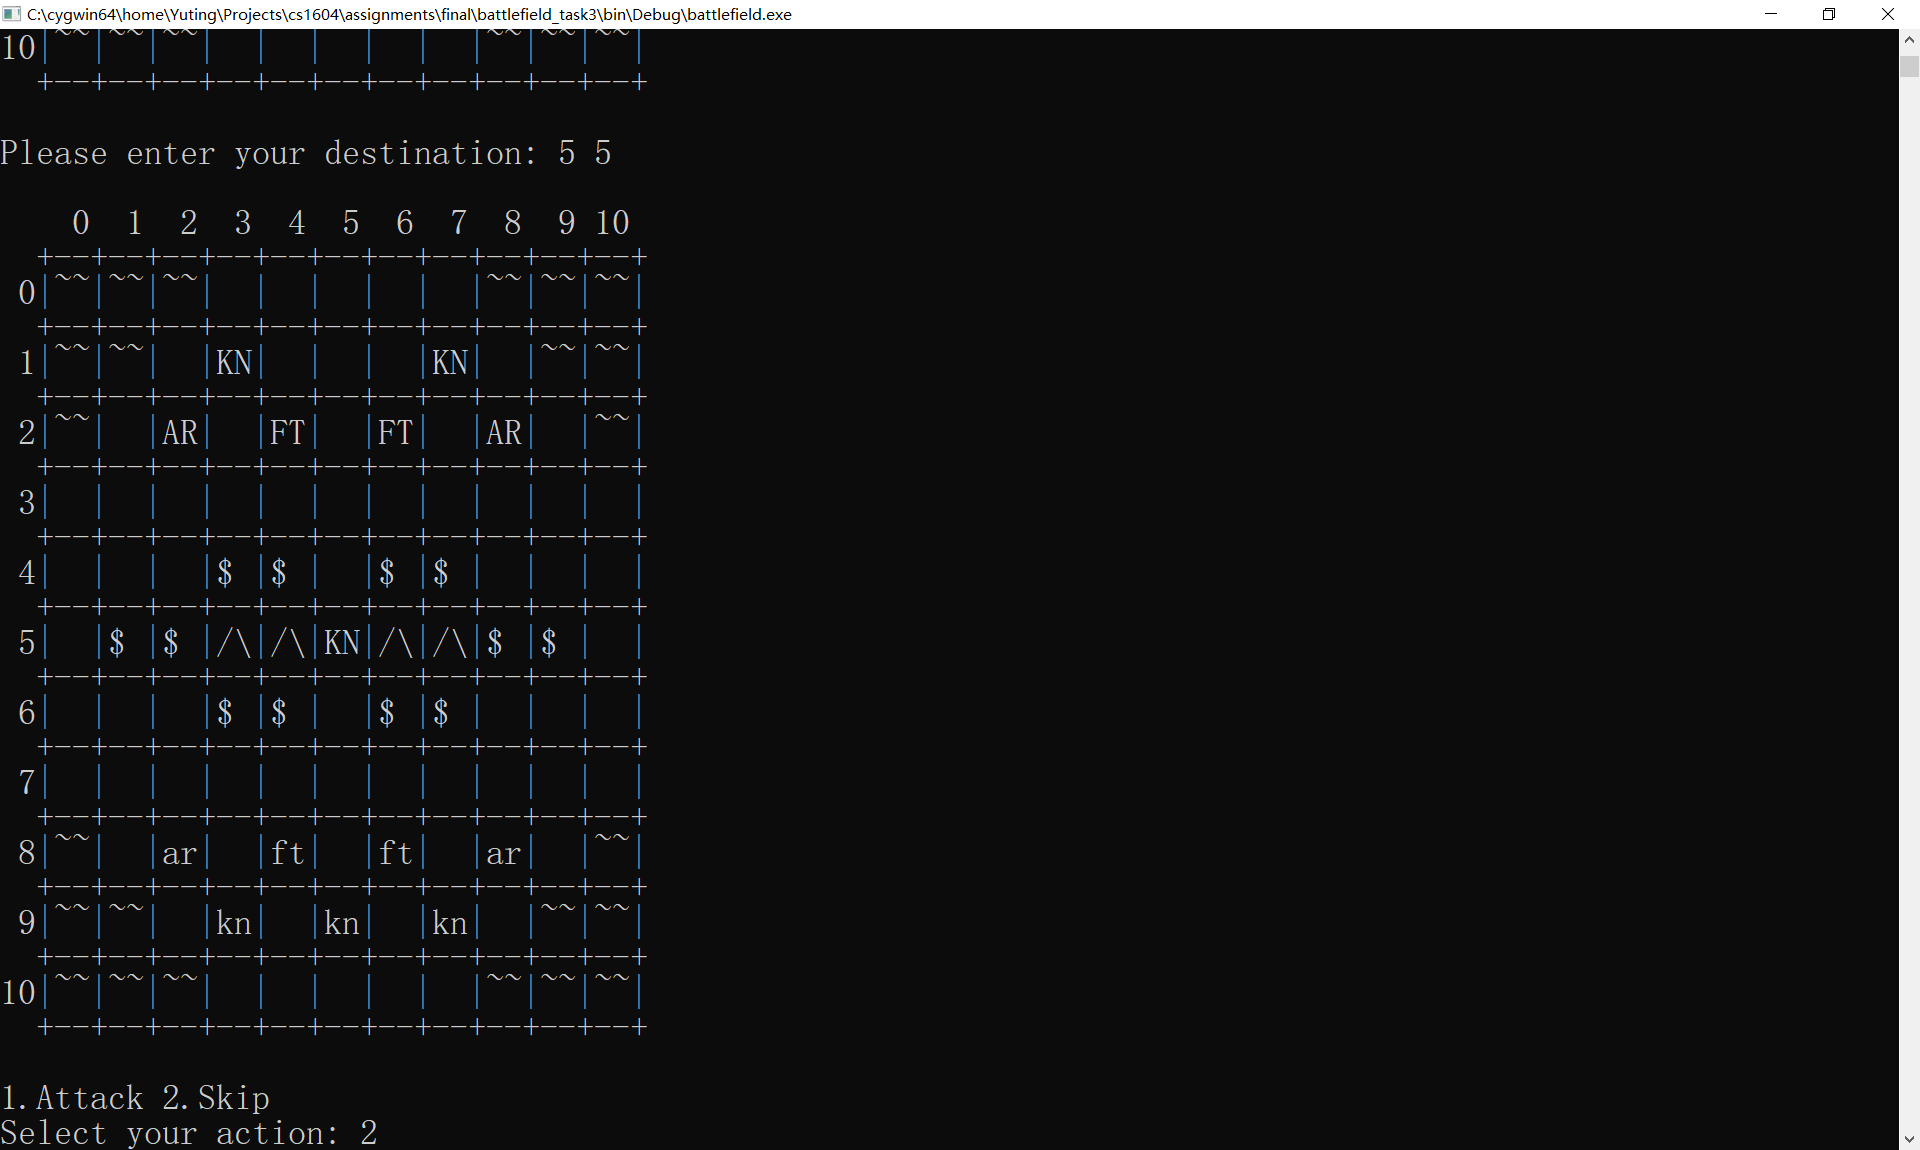 C:\cygwin64\home\Yuting\Projects\cs1604\assignments\final\battlefield_task3\bin\Debug\battlefield.exe
10|~~|~~|~~|  |  |  |  |  |~~|~~|~~|
  +--+--+--+--+--+--+--+--+--+--+--+
Please enter your destination: 5 5
    0  1  2  3  4  5  6  7  8  9 10
  +--+--+--+--+--+--+--+--+--+--+--+
 0|~~|~~|~~|  |  |  |  |  |~~|~~|~~|
  +--+--+--+--+--+--+--+--+--+--+--+
 1|~~|~~|  |KN|  |  |  |KN|  |~~|~~|
  +--+--+--+--+--+--+--+--+--+--+--+
 2|~~|  |AR|  |FT|  |FT|  |AR|  |~~|
  +--+--+--+--+--+--+--+--+--+--+--+
 3|  |  |  |  |  |  |  |  |  |  |  |
  +--+--+--+--+--+--+--+--+--+--+--+
 4|  |  |  |$ |$ |  |$ |$ |  |  |  |
  +--+--+--+--+--+--+--+--+--+--+--+
 5|  |$ |$ |/\|/\|KN|/\|/\|$ |$ |  |
  +--+--+--+--+--+--+--+--+--+--+--+
 6|  |  |  |$ |$ |  |$ |$ |  |  |  |
  +--+--+--+--+--+--+--+--+--+--+--+
 7|  |  |  |  |  |  |  |  |  |  |  |
  +--+--+--+--+--+--+--+--+--+--+--+
 8|~~|  |ar|  |ft|  |ft|  |ar|  |~~|
  +--+--+--+--+--+--+--+--+--+--+--+
 9|~~|~~|  |kn|  |kn|  |kn|  |~~|~~|
  +--+--+--+--+--+--+--+--+--+--+--+
10|~~|~~|~~|  |  |  |  |  |~~|~~|~~|
  +--+--+--+--+--+--+--+--+--+--+--+
1.Attack 2.Skip
Select your action: 2